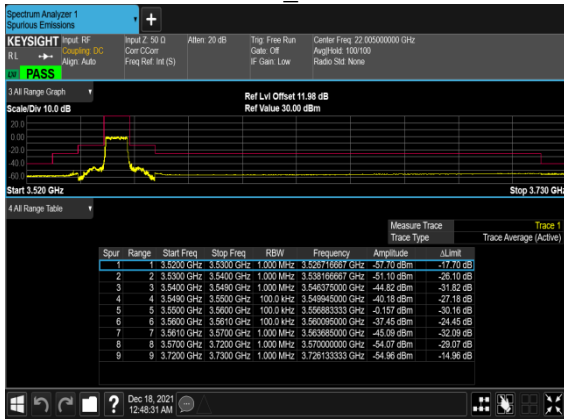 Spectrum Analyzer 1
Spurious Emissions
KEYSIGHT Input: RF
R L
Coupling: DC
Align: Auto
Input Z: 50 Ω
Corr CCorr
Freq Ref: Int (S)
Atten: 20 dB
Trig: Free Run
Gate: Off
IF Gain: Low
Center Freq: 22.005000000 GHz
Avg|Hold: 100/100
Radio Std: None
PASS
3 All Range Graph
Scale/Div 10.0 dB
Ref Lvl Offset 11.98 dB
Ref Value 30.00 dBm
20.0
0.00
-20.0
-40.0
-60.0
Start 3.520 GHz
Stop 3.730 GHz
4 All Range Table
Measure Trace Trace 1
Trace Type Trace Average (Active)
Spur Range Start Freq Stop Freq RBW Frequency Amplitude ΔLimit
1 1 3.5200 GHz 3.5300 GHz 1.000 MHz 3.526716667 GHz -57.70 dBm -17.70 dB
2 2 3.5300 GHz 3.5400 GHz 1.000 MHz 3.538166667 GHz -51.10 dBm -26.10 dB
3 3 3.5400 GHz 3.5490 GHz 1.000 MHz 3.546375000 GHz -44.82 dBm -31.82 dB
4 4 3.5490 GHz 3.5500 GHz 100.0 kHz 3.549945000 GHz -40.18 dBm -27.18 dB
5 5 3.5500 GHz 3.5600 GHz 100.0 kHz 3.556883333 GHz -0.157 dBm -30.16 dB
6 6 3.5600 GHz 3.5610 GHz 100.0 kHz 3.560095000 GHz -37.45 dBm -24.45 dB
7 7 3.5610 GHz 3.5700 GHz 1.000 MHz 3.563685000 GHz -45.09 dBm -32.09 dB
8 8 3.5700 GHz 3.7200 GHz 1.000 MHz 3.570000000 GHz -54.07 dBm -29.07 dB
9 9 3.7200 GHz 3.7300 GHz 1.000 MHz 3.726133333 GHz -54.96 dBm -14.96 dB
Dec 18, 2021
12:48:31 AM